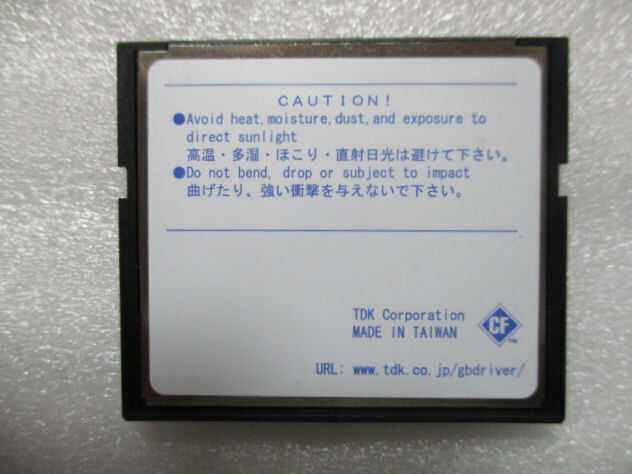 CAUTION!
●Avoid heat,moisture,dust,and exposure to
direct sunlight
高温・多湿・ほこり・直射日光は避けて下さい。
●Do not bend, drop or subject to impact
曲げたり、強い衝撃を与えないで下さい。
TDK Corporation
MADE IN TAIWAN
CF
™
URL: www.tdk.co.jp/gbdriver/